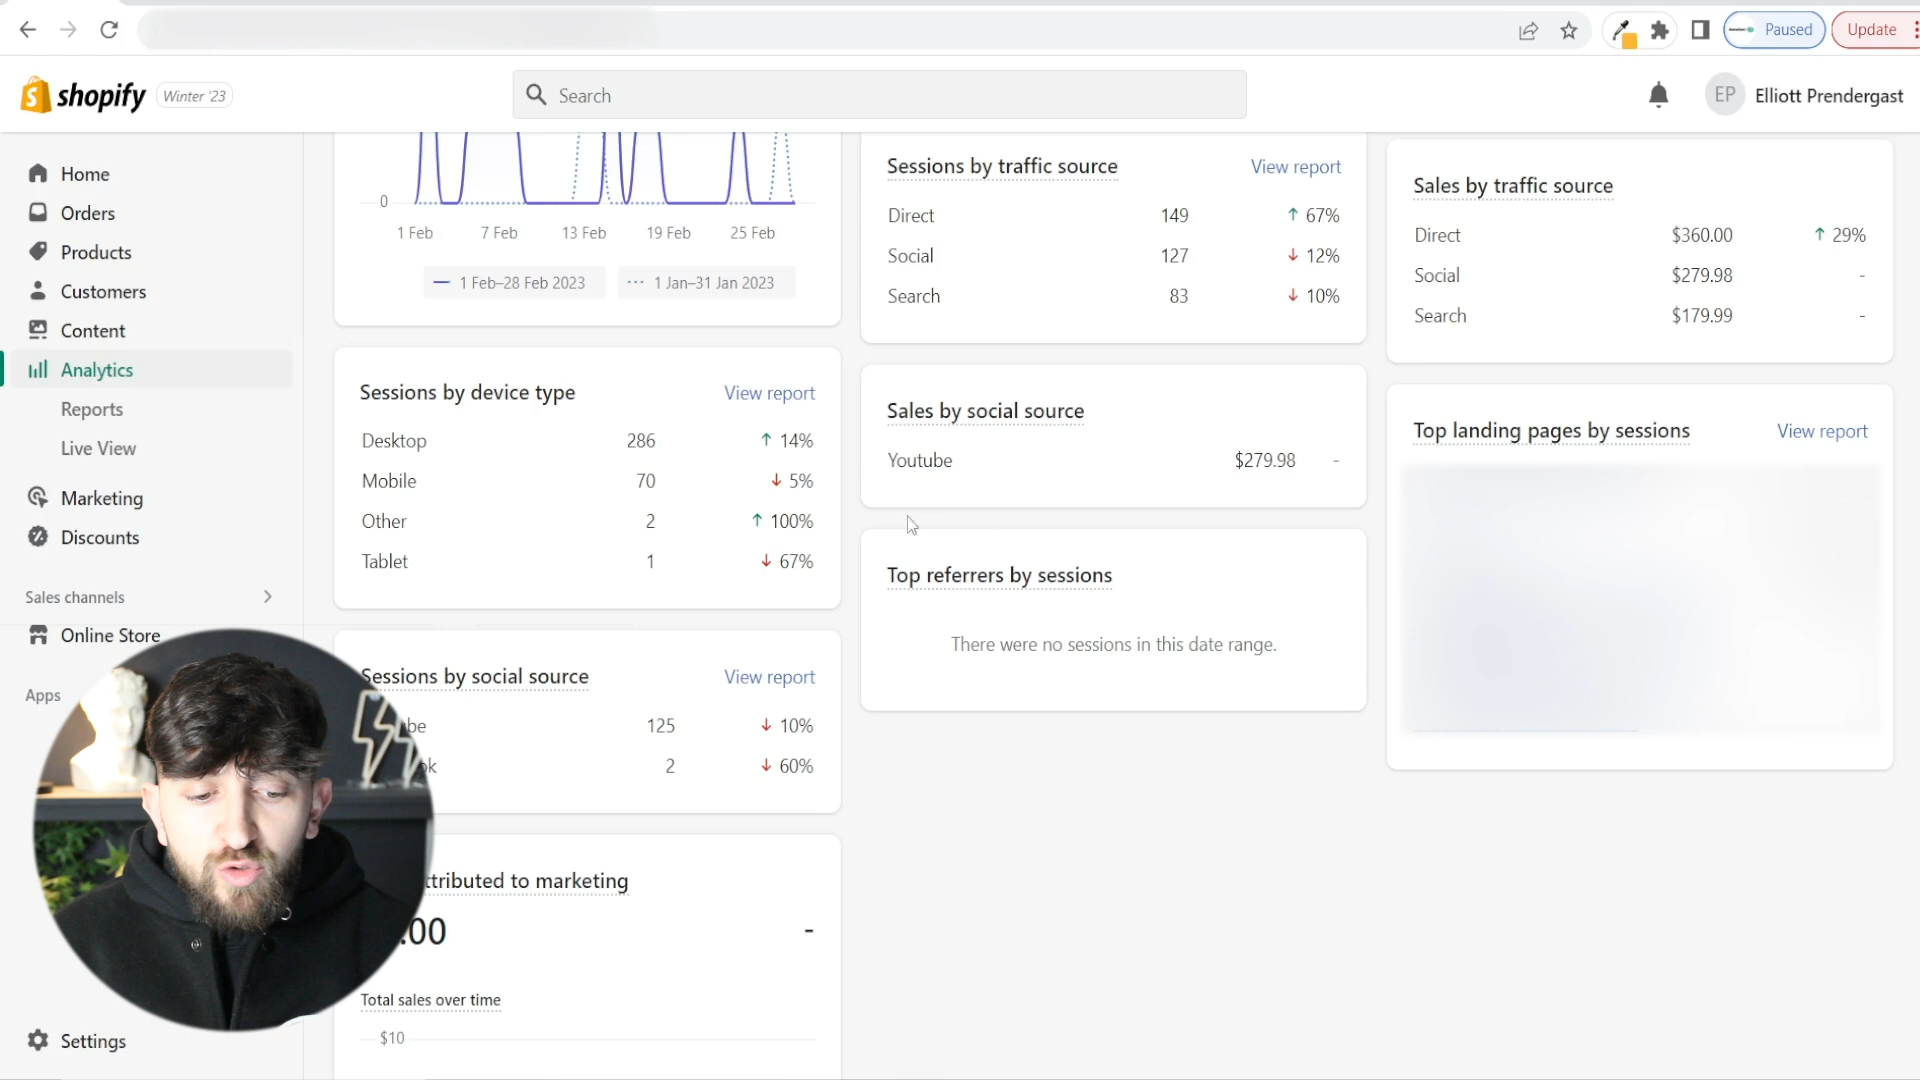 Paused
Update
shopify
Winter '23
Search
EP
Elliott Prendergast
Home
Orders
Products
Customers
Content
Analytics
Reports
Live View
Marketing
Discounts
Sales channels
Online Store
Apps
Settings
0
1 Feb 7 Feb 13 Feb 19 Feb 25 Feb
1 Feb–28 Feb 2023 1 Jan–31 Jan 2023
Sessions by device type View report
Desktop 286 ↑ 14%
Mobile 70 ↓ 5%
Other 2 ↑ 100%
Tablet 1 ↓ 67%
Sessions by social source View report
be 125 ↓ 10%
ok 2 ↓ 60%
ttributed to marketing
.00 -
Total sales over time
$10
Sessions by traffic source View report
Direct 149 ↑ 67%
Social 127 ↓ 12%
Search 83 ↓ 10%
Sales by social source
Youtube $279.98 -
Top referrers by sessions
There were no sessions in this date range.
Sales by traffic source
Direct $360.00 ↑ 29%
Social $279.98 -
Search $179.99 -
Top landing pages by sessions View report